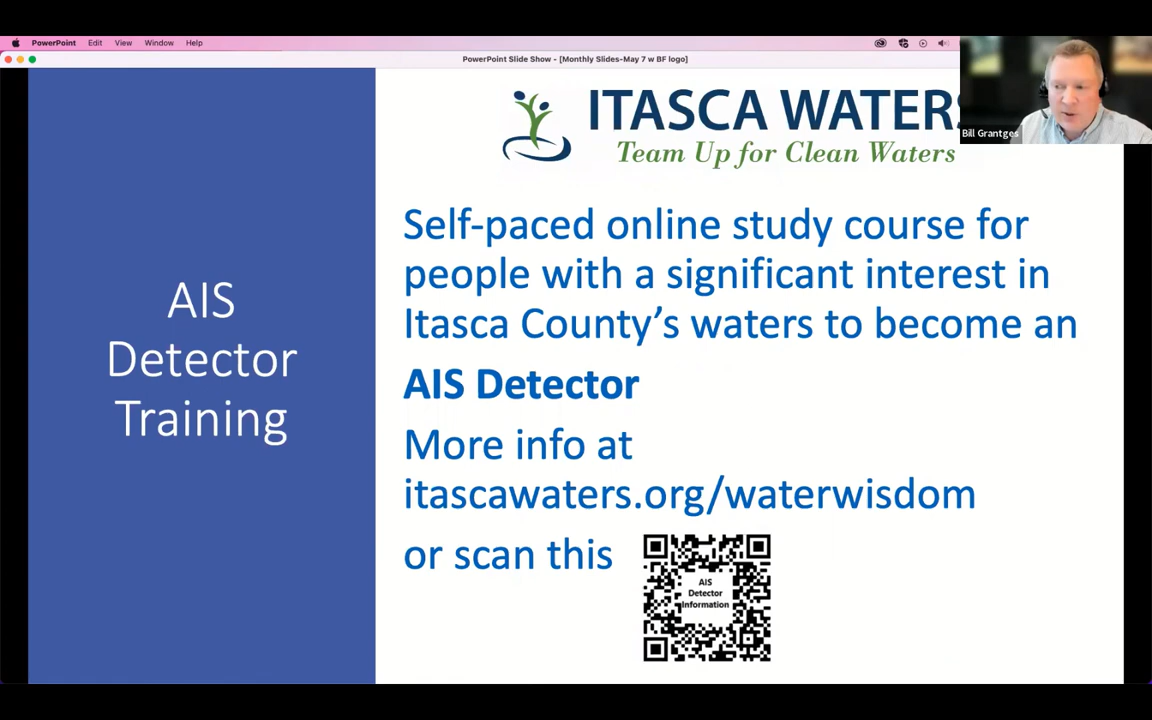 PowerPoint Edit View Window Help
PowerPoint Slide Show - [Monthly Slides-May 7 w BF logo]
Bill Grantges
ITASCA WATERS
Team Up for Clean Waters
AIS
Detector
Training
Self-paced online study course for
people with a significant interest in
Itasca County’s waters to become an
AIS Detector
More info at
itascawaters.org/waterwisdom
or scan this
AIS
Detector
Information